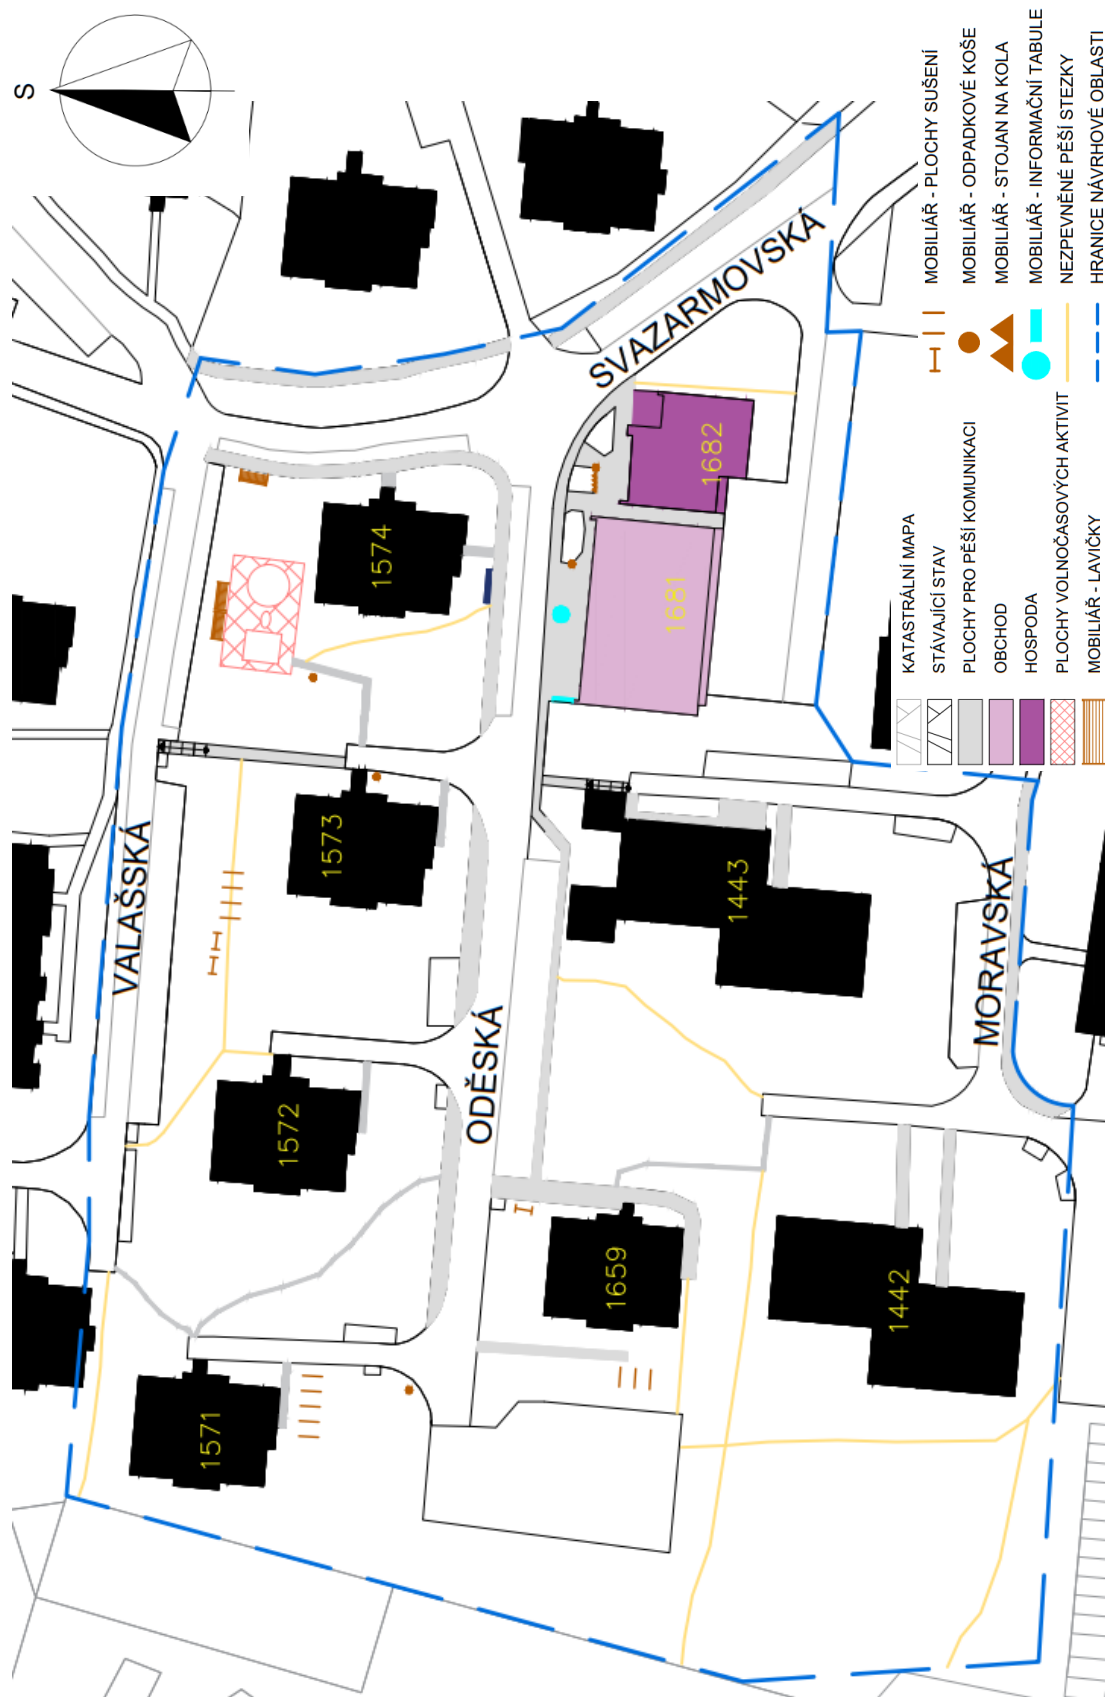 S
VALAŠSKÁ
ODĚSKÁ
SVAZARMOVSKÁ
MORAVSKÁ
1571
1572
1573
1574
1659
1442
1443
1681
1682
KATASTRÁLNÍ MAPA
STÁVAJÍCÍ STAV
PLOCHY PRO PĚŠÍ KOMUNIKACI
OBCHOD
HOSPODA
PLOCHY VOLNOČASOVÝCH AKTIVIT
MOBILIÁŘ - LAVIČKY
MOBILIÁŘ - PLOCHY SUŠENÍ
MOBILIÁŘ - ODPADKOVÉ KOŠE
MOBILIÁŘ - STOJAN NA KOLA
MOBILIÁŘ - INFORMAČNÍ TABULE
NEZPEVNĚNÉ PĚŠÍ STEZKY
HRANICE NÁVRHOVÉ OBLASTI